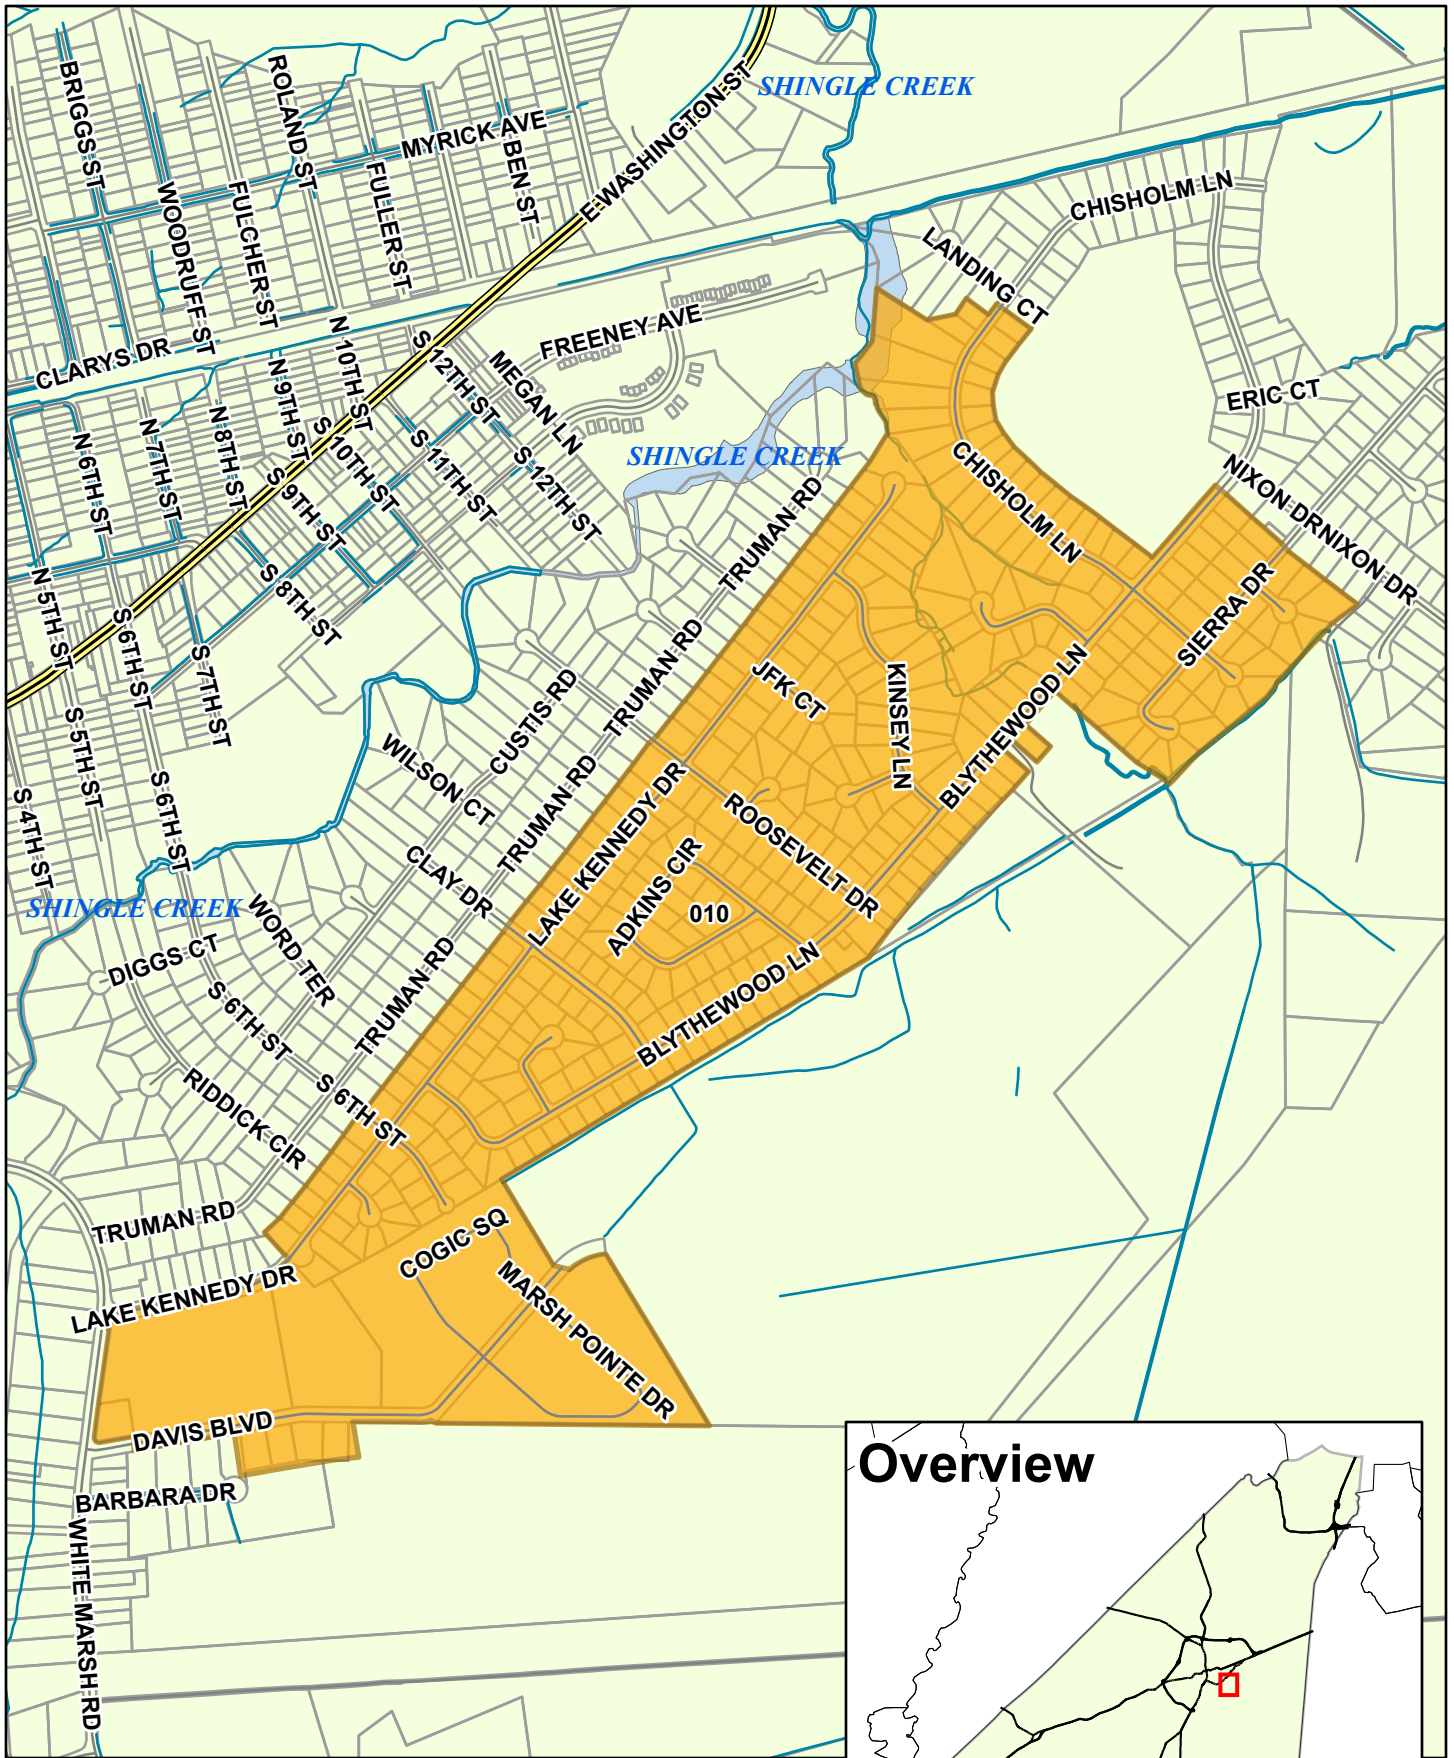 SHINGLE CREEK
BRIGGS ST
ROLAND ST
MYRICK AVE
BEN ST
E WASHINGTON ST
WOODRUFF ST
FULCHER ST
FULLER ST
CHISHOLM LN
LANDING CT
CLARYS DR
N 10TH ST
S 12TH ST
MEGAN LN
FREENEY AVE
N 9TH ST
ERIC CT
N 6TH ST
N 7TH ST
N 8TH ST
S 10TH ST
S 11TH ST
S 12TH ST
SHINGLE CREEK
S 9TH ST
TRUMAN RD
CHISHOLM LN
NIXON DR
NIXON DR
N 5TH ST
S 8TH ST
S 6TH ST
S 7TH ST
SIERRA DR
TRUMAN RD
JFK CT
KINSEY LN
BLYTHEWOOD LN
S 5TH ST
CUSTIS RD
WILSON CT
S 4TH ST
S 6TH ST
TRUMAN RD
LAKE KENNEDY DR
ROOSEVELT DR
CLAY DR
ADKINS CIR
010
SHINGLE CREEK
WORD TER
DIGGS CT
TRUMAN RD
BLYTHEWOOD LN
S 6TH ST
RIDDICK CIR
S 6TH ST
TRUMAN RD
COGIC SQ
LAKE KENNEDY DR
MARSH POINTE DR
DAVIS BLVD
BARBARA DR
WHITE MARSH RD
Overview